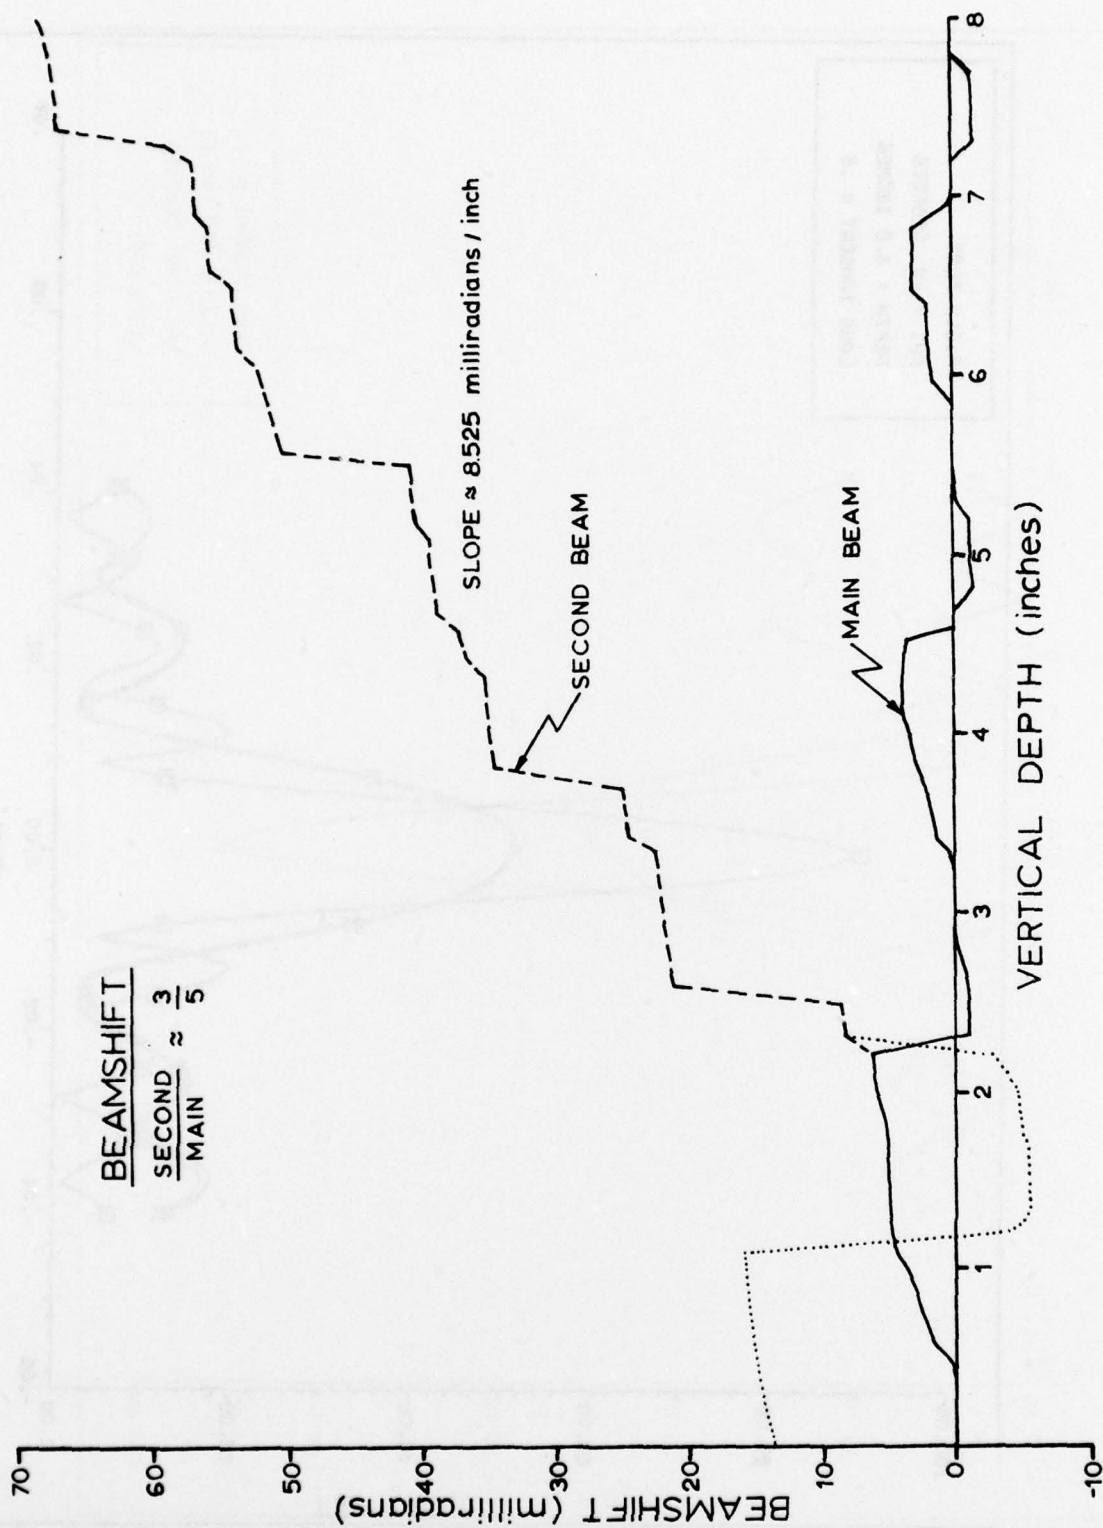 BEAMSHIFT
SECOND ≈ 3
MAIN 5
SLOPE ≈ 8.525 milliradians / inch
SECOND BEAM
MAIN BEAM
BEAMSHIFT (milliradians)
70
60
50
40
30
20
10
0
-10
1
2
3
4
5
6
7
8
VERTICAL DEPTH (inches)